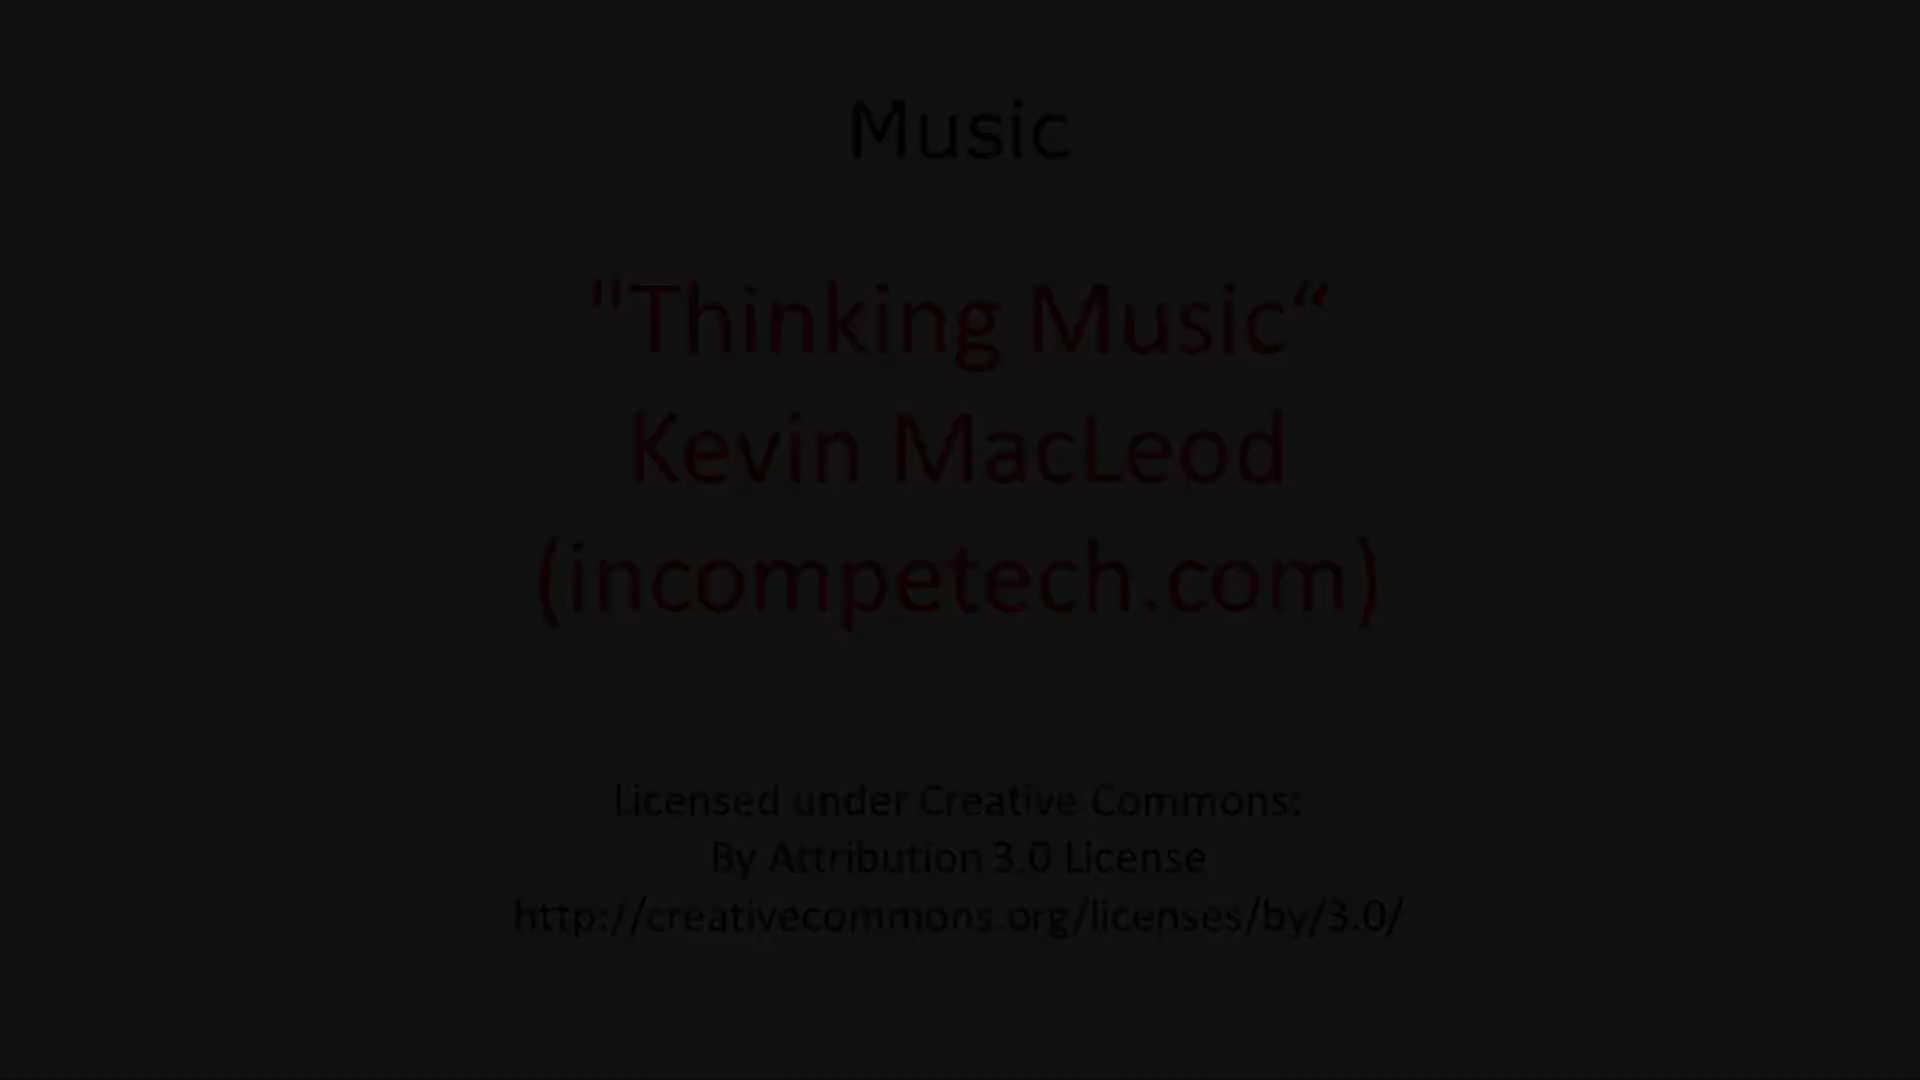 Music
"Thinking Music“
Kevin MacLeod
(incompetech.com)
Licensed under Creative Commons:
By Attribution 3.0 License
http://creativecommons.org/licenses/by/3.0/